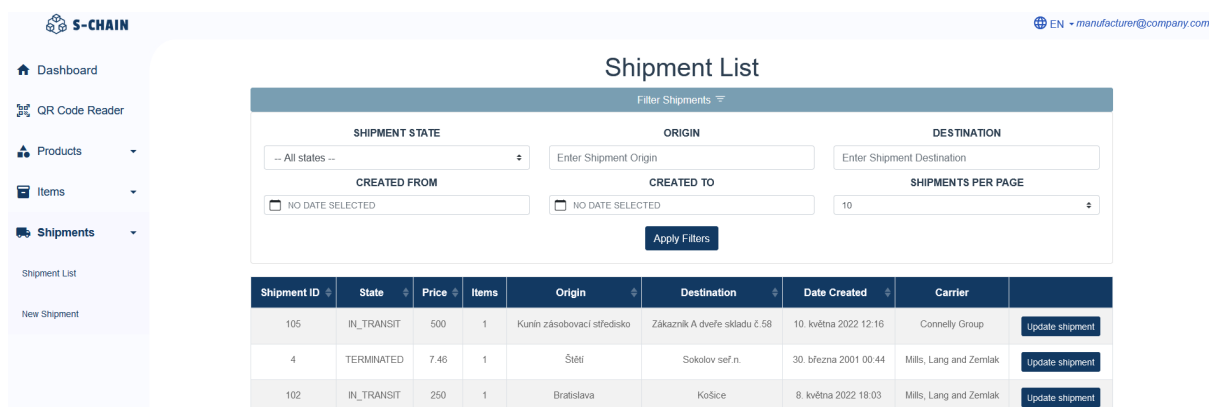 S-CHAIN
EN manufacturer@company.com
Dashboard
QR Code Reader
Products
Items
Shipments
Shipment List
New Shipment
Shipment List
Filter Shipments
SHIPMENT STATE ORIGIN DESTINATION
-- All states -- Enter Shipment Origin Enter Shipment Destination
CREATED FROM CREATED TO SHIPMENTS PER PAGE
NO DATE SELECTED NO DATE SELECTED 10
Apply Filters
Shipment ID State Price Items Origin Destination Date Created Carrier
105 IN_TRANSIT 500 1 Kunín zásobovací středisko Zákazník A dveře skladu č.58 10. května 2022 12:16 Connelly Group Update shipment
4 TERMINATED 7.46 1 Štětí Sokolov seř.n. 30. března 2001 00:44 Mills, Lang and Zemlak Update shipment
102 IN_TRANSIT 250 1 Bratislava Košice 8. května 2022 18:03 Mills, Lang and Zemlak Update shipment